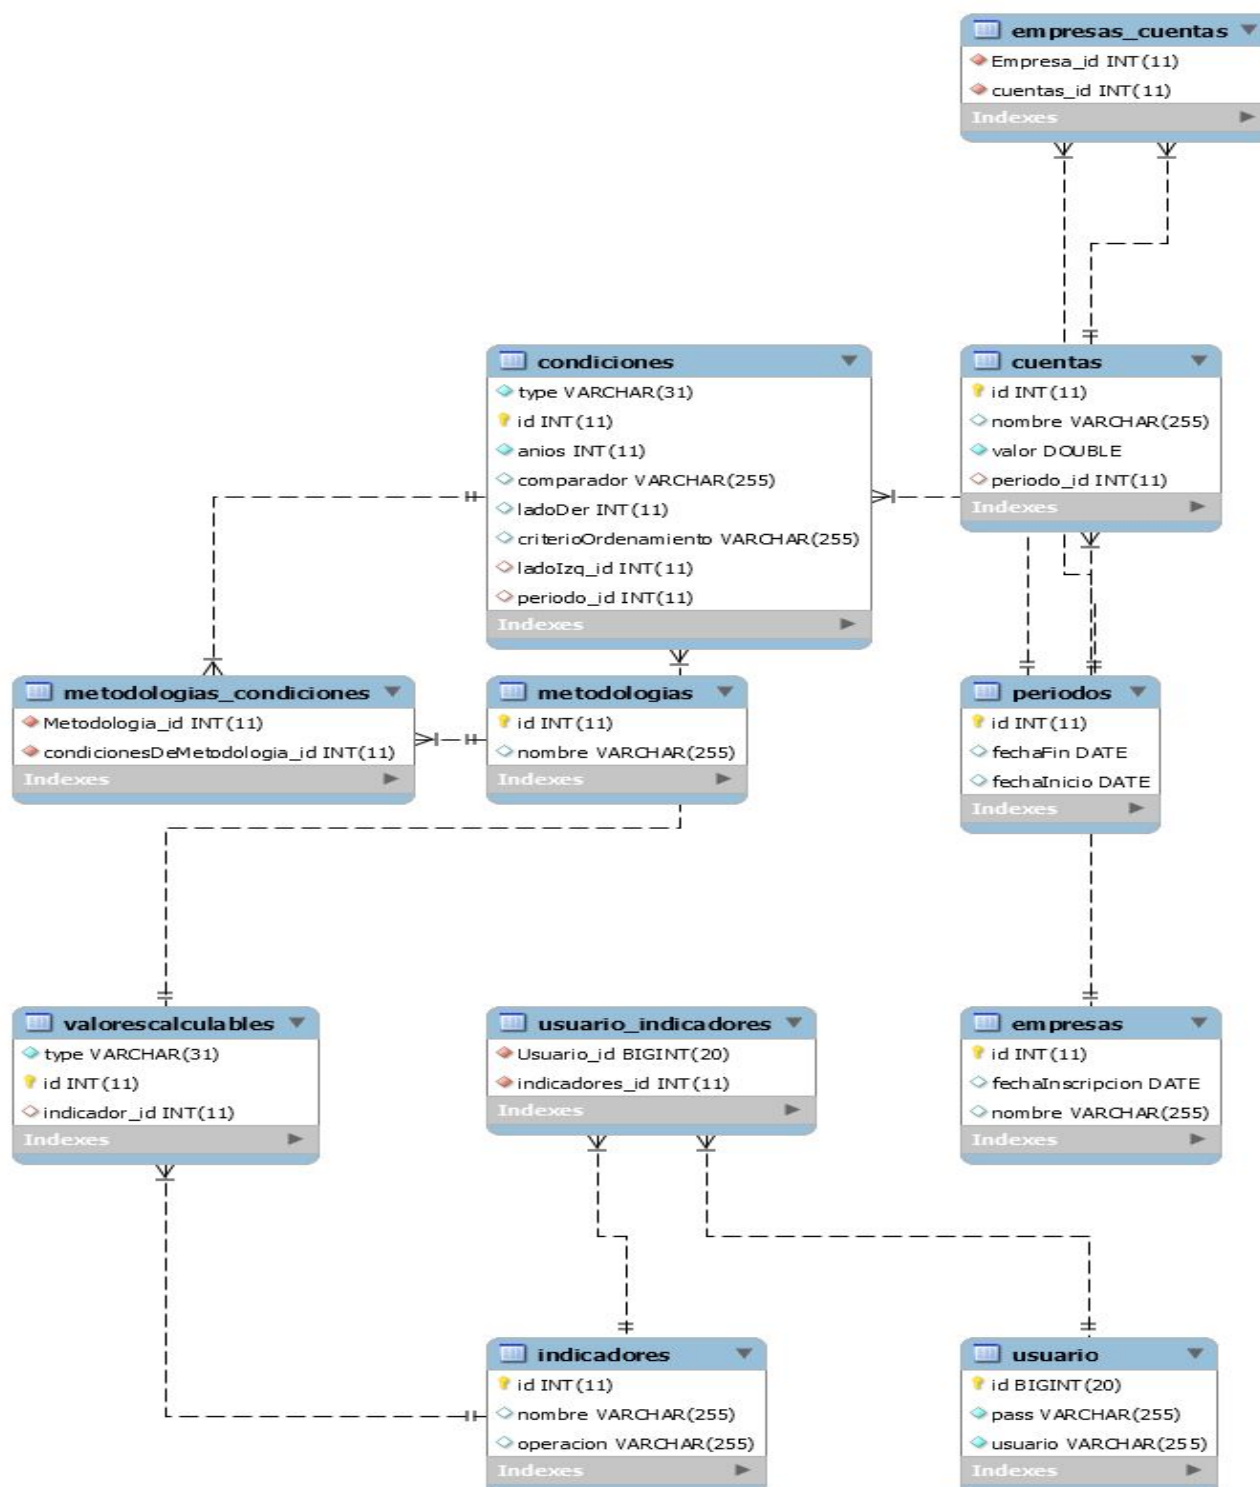 empresas_cuentas
Empresa_id INT(11)
cuentas_id INT(11)
Indexes
condiciones
type VARCHAR(31)
id INT(11)
anios INT(11)
comparador VARCHAR(255)
ladoDer INT(11)
criterioOrdenamiento VARCHAR(255)
ladoIzq_id INT(11)
periodo_id INT(11)
Indexes
cuentas
id INT(11)
nombre VARCHAR(255)
valor DOUBLE
periodo_id INT(11)
Indexes
metodologias_condiciones
Metodologia_id INT(11)
condicionesDeMetodologia_id INT(11)
Indexes
metodologias
id INT(11)
nombre VARCHAR(255)
Indexes
periodos
id INT(11)
fechaFin DATE
fechaInicio DATE
Indexes
valorescalculables
type VARCHAR(31)
id INT(11)
indicador_id INT(11)
Indexes
usuario_indicadores
Usuario_id BIGINT(20)
indicadores_id INT(11)
Indexes
empresas
id INT(11)
fechaInscripcion DATE
nombre VARCHAR(255)
Indexes
indicadores
id INT(11)
nombre VARCHAR(255)
operacion VARCHAR(255)
Indexes
usuario
id BIGINT(20)
pass VARCHAR(255)
usuario VARCHAR(255)
Indexes